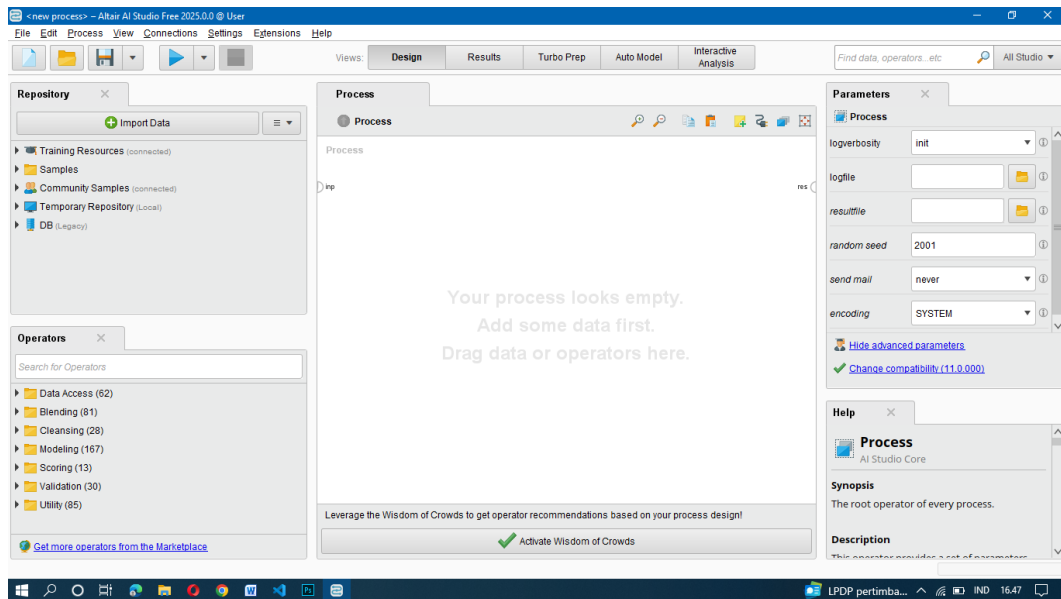 <new process> – Altair AI Studio Free 2025.0.0 @ User
File Edit Process View Connections Settings Extensions Help
Views: Design Results Turbo Prep Auto Model Interactive Analysis
Find data, operators...etc All Studio
Repository
Import Data
Training Resources (connected)
Samples
Community Samples (connected)
Temporary Repository (Local)
DB (Legacy)
Operators
Search for Operators
Data Access (62)
Blending (81)
Cleansing (28)
Modeling (167)
Scoring (13)
Validation (30)
Utility (85)
Get more operators from the Marketplace
Process
Process
Process
inp
res
Your process looks empty.
Add some data first.
Drag data or operators here.
Leverage the Wisdom of Crowds to get operator recommendations based on your process design!
Activate Wisdom of Crowds
Parameters
Process
logverbosity init
logfile
resultfile
random seed 2001
send mail never
encoding SYSTEM
Hide advanced parameters
Change compatibility (11.0.000)
Help
Process
AI Studio Core
Synopsis
The root operator of every process.
Description
This operator provides a set of parameters
LPDP pertimba... IND 16.47